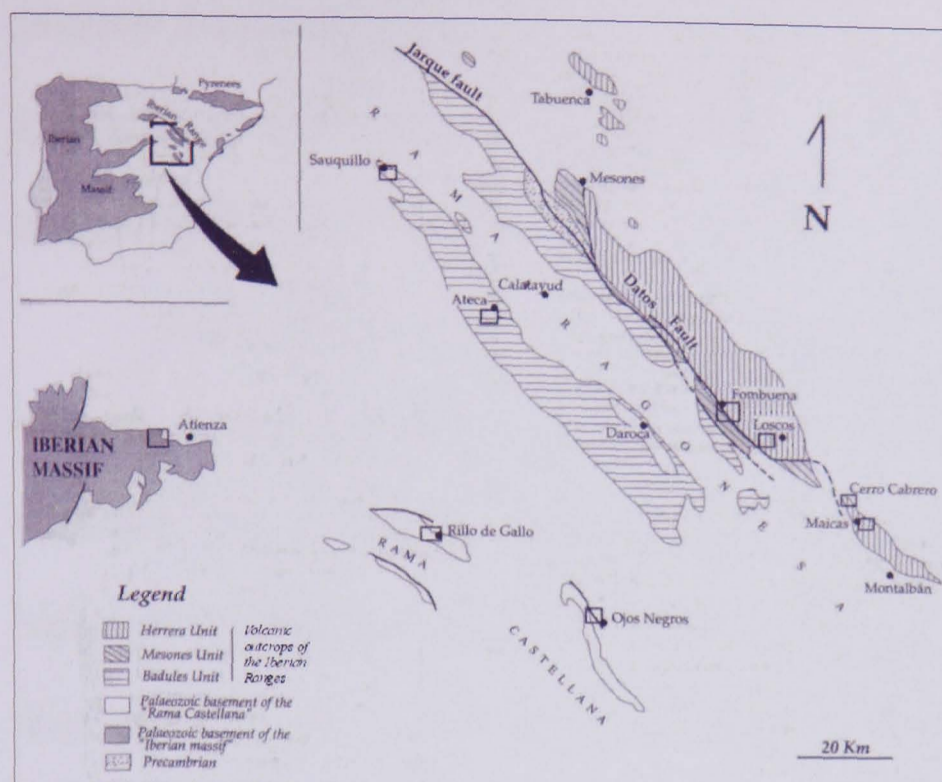 Pyrenees
Iberian Range
Iberian
Massif
Jarque fault
Tabuenca
Sauquillo
Mesones
N
RAMA ARAGONESA
Calatayud
Ateca
Datos Fault
Fombuena
Loscos
Daroca
Atienza
IBERIAN
MASSIF
Cerro Cabrero
Maicas
Montalbán
Rillo de Gallo
RAMA
CASTELLANA
Ojos Negros
Legend
Herrera Unit
Mesones Unit
Badules Unit
Volcanic
outcrops of
the Iberian
Ranges
Palaeozoic basement of the
"Rama Castellana"
Palaeozoic basement of the
"Iberian massif"
Precambrian
20 Km